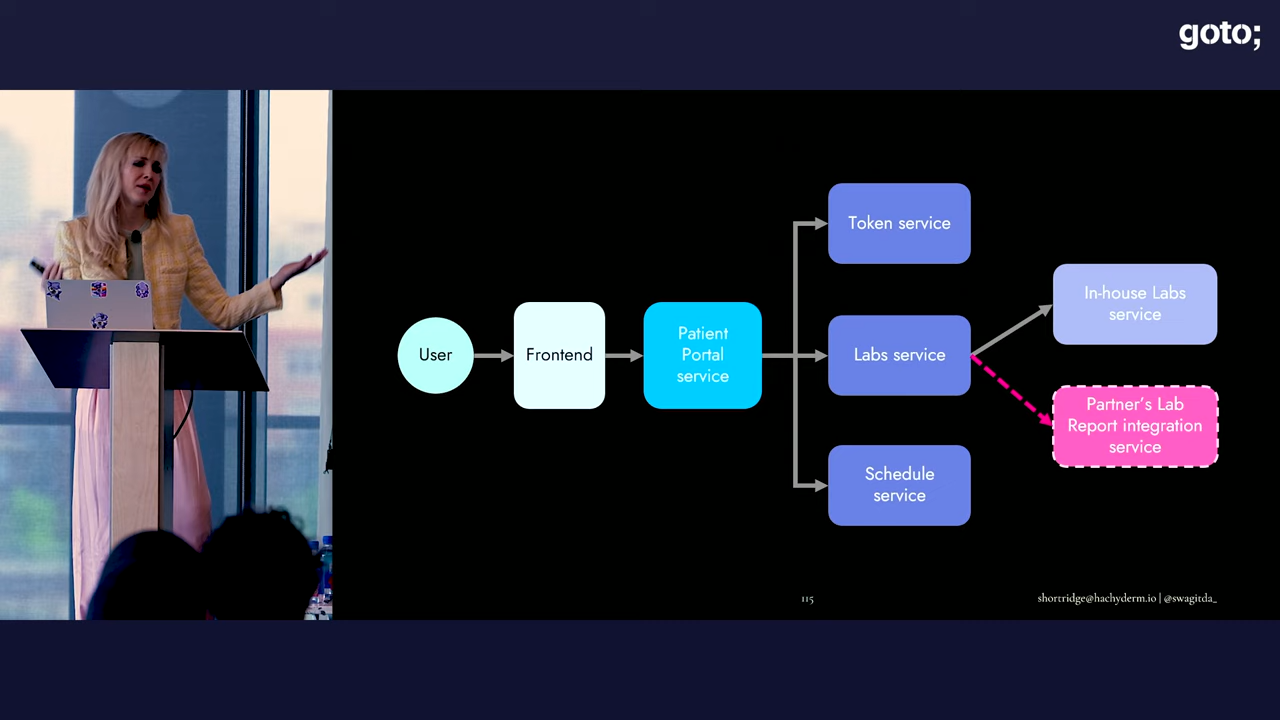 goto;
Token service
In-house Labs
service
User
Frontend
Patient
Portal
service
Labs service
Partner's Lab
Report integration
service
Schedule
service
115
shortridge@hachyderm.io | @swagitda_